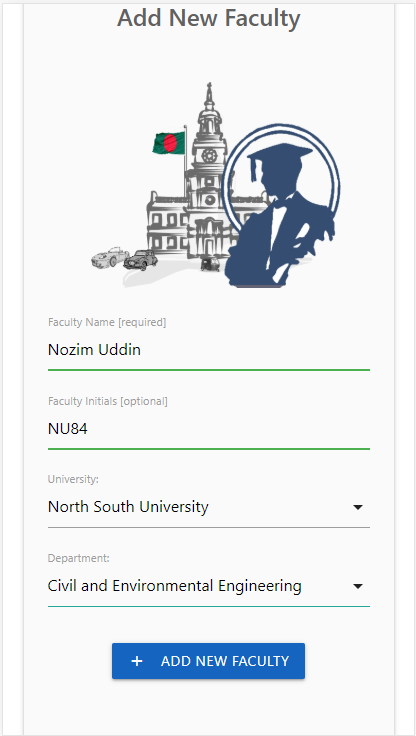 Add New Faculty
Faculty Name [required]
Nozim Uddin
Faculty Initials [optional]
NU84
University:
North South University
Department:
Civil and Environmental Engineering
+ ADD NEW FACULTY